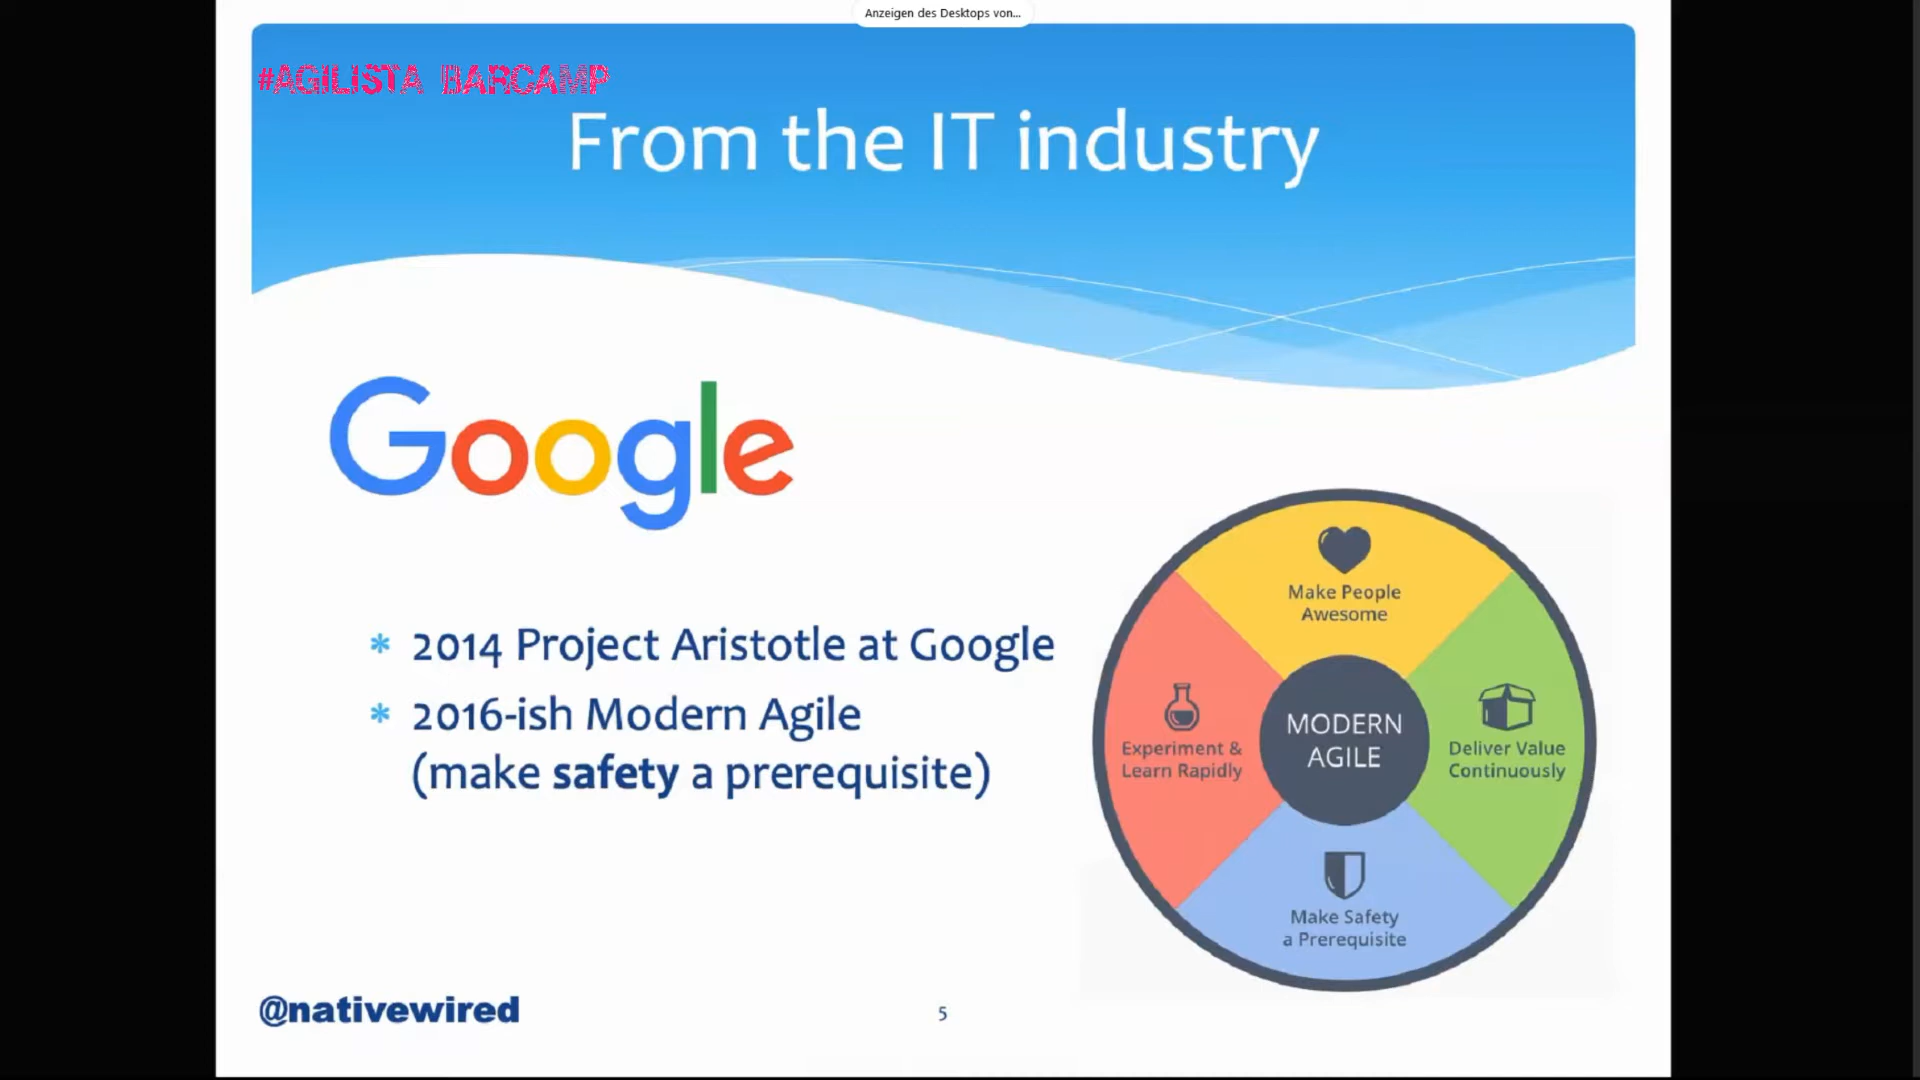 Anzeigen des Desktops von...
#AGILISTA BARCAMP
From the IT industry
Google
* 2014 Project Aristotle at Google
* 2016-ish Modern Agile
(make safety a prerequisite)
Make People
Awesome
Experiment &
Learn Rapidly
MODERN
AGILE
Deliver Value
Continuously
Make Safety
a Prerequisite
@nativewired
5